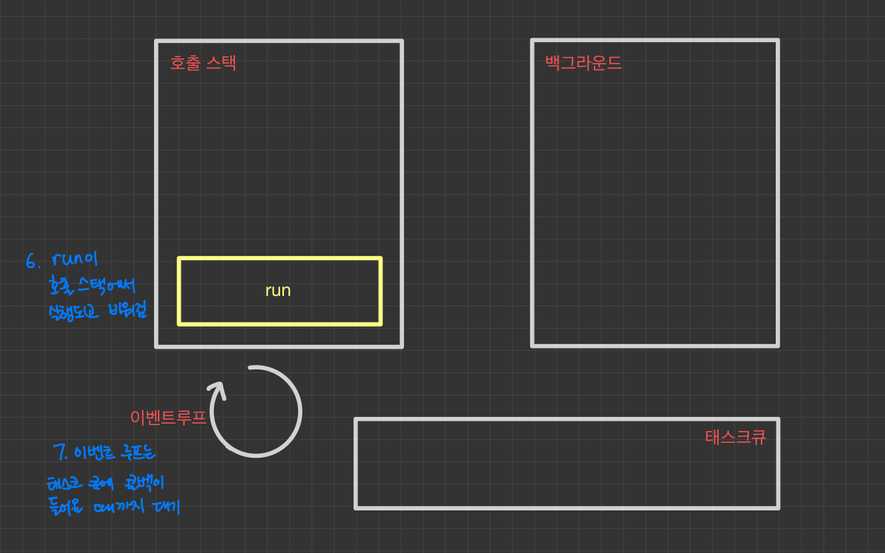 호출 스택
백그라운드
6. run이
호출 스택에서
실행되고 비워짐
run
이벤트루프
7. 이벤트 루프는
태스크 큐에 콜백이
들어올 때까지 대기
태스크큐